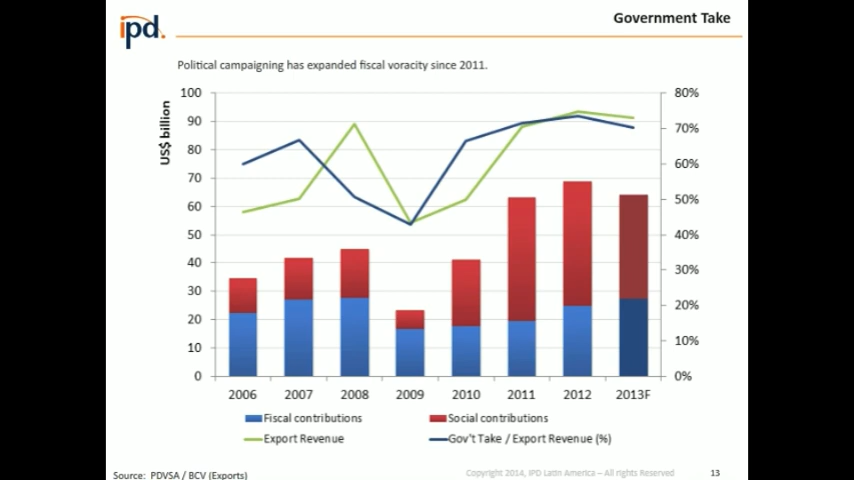 ipd.
Government Take
Political campaigning has expanded fiscal voracity since 2011.
US$ billion
100
90
80
70
60
50
40
30
20
10
0
80%
70%
60%
50%
40%
30%
20%
10%
0%
2006 2007 2008 2009 2010 2011 2012 2013F
Fiscal contributions Social contributions
Export Revenue Gov't Take / Export Revenue (%)
Source: PDVSA / BCV (Exports)
Copyright 2014, IPD Latin America – All rights Reserved
13